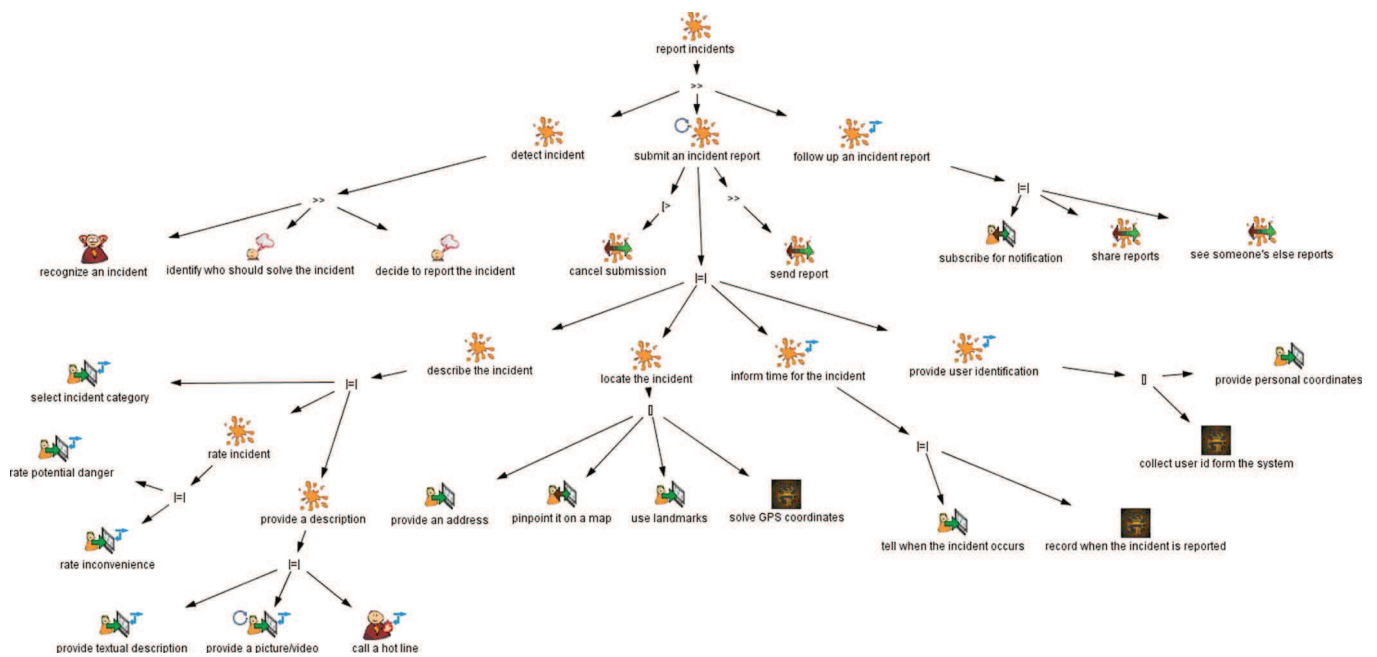 report incidents
>>
detect incident
submit an incident report
follow up an incident report
>>
[>
>>
|=|
recognize an incident
identify who should solve the incident
decide to report the incident
cancel submission
send report
subscribe for notification
share reports
see someone's else reports
|=|
describe the incident
locate the incident
inform time for the incident
provide user identification
select incident category
|=|
[]
[]
provide personal coordinates
rate incident
|=|
collect user id form the system
rate potential danger
|=|
provide a description
provide an address
pinpoint it on a map
use landmarks
solve GPS coordinates
tell when the incident occurs
record when the incident is reported
rate inconvenience
|=|
provide textual description
provide a picture/video
call a hot line